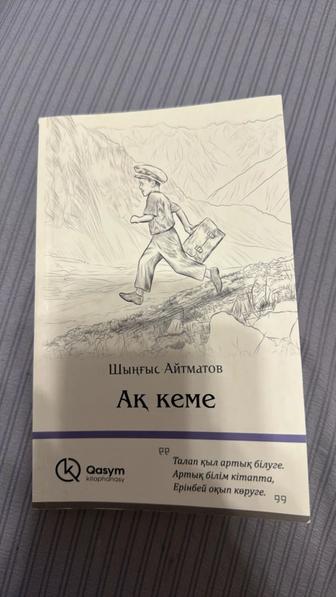 Шыңғыс Айтматов
Ақ кеме
Qasym
kitaphanasy
Талап қыл артық білуге.
Артық білім кітапта,
Ерінбей оқып көруге.